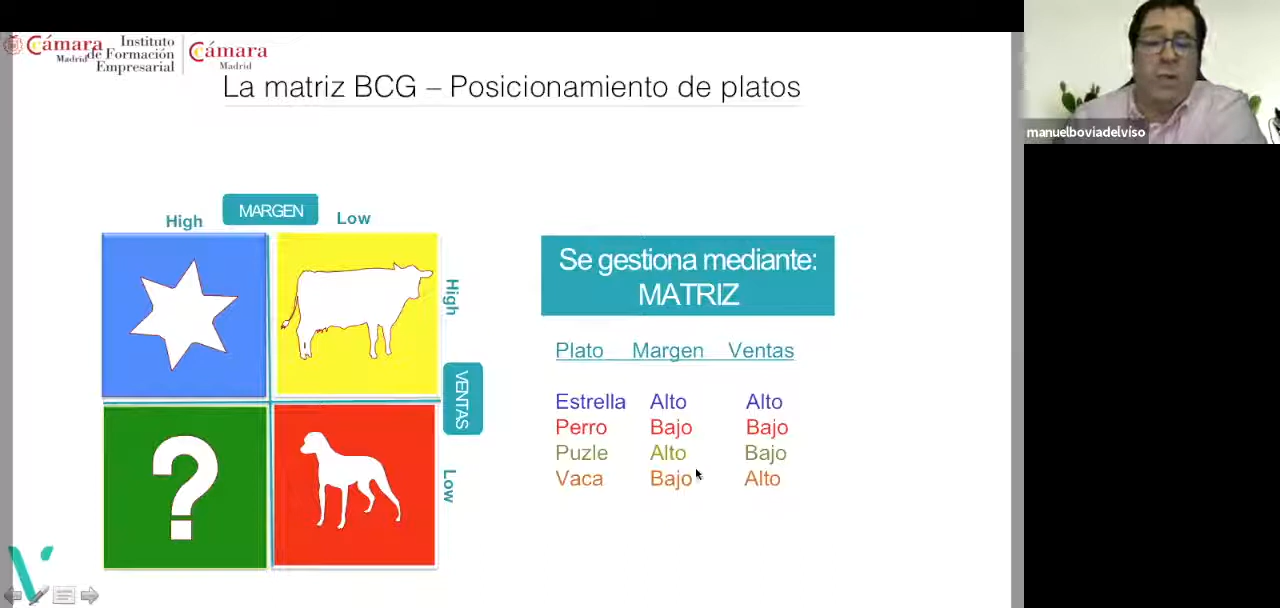 Cámara
Madrid
Instituto
de Formación
Empresarial
Cámara
Madrid
La matriz BCG – Posicionamiento de platos
manuelboviadelviso
MARGEN
High
Low
High
VENTAS
Low
?
Se gestiona mediante:
MATRIZ
Plato Margen Ventas
Estrella Alto Alto
Perro Bajo Bajo
Puzle Alto Bajo
Vaca Bajo Alto